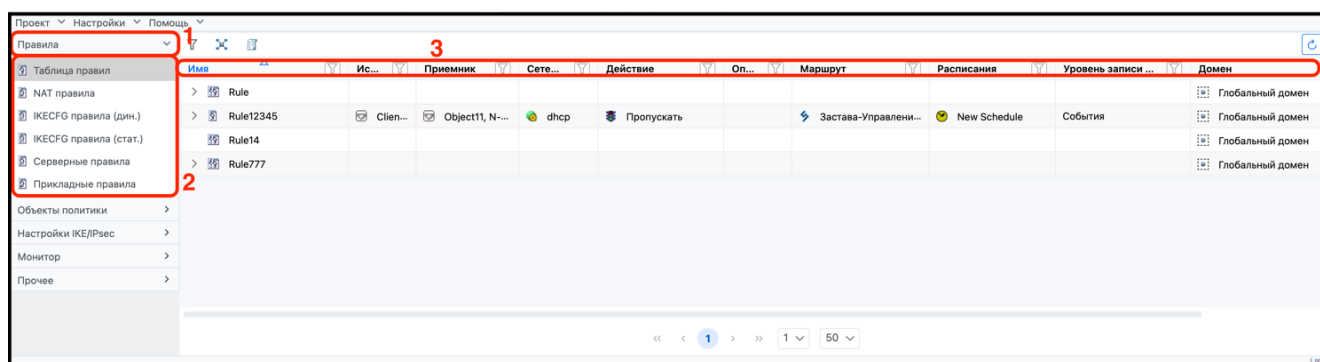 Проект Настройки Помощь
Правила
1
3
Таблица правил
NAT правила
IKECFG правила (дин.)
IKECFG правила (стат.)
Серверные правила
Прикладные правила
2
Объекты политики
Настройки IKE/IPsec
Монитор
Прочее
Имя Ис... Приемник Сете... Действие Оп... Маршрут Расписания Уровень записи ... Домен
Rule Глобальный домен
Rule12345 Clien... Object11, N-... dhcp Пропускать Застава-Управлени... New Schedule События Глобальный домен
Rule14 Глобальный домен
Rule777 Глобальный домен
<< < 1 > >> 1 50